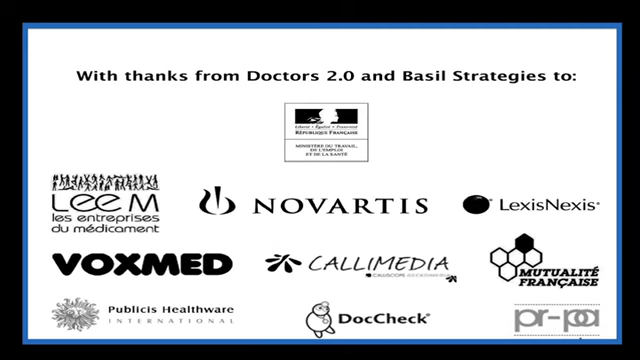 With thanks from Doctors 2.0 and Basil Strategies to:
Liberté • Égalité • Fraternité
RÉPUBLIQUE FRANÇAISE
MINISTÈRE DU TRAVAIL,
DE L'EMPLOI
ET DE LA SANTÉ
LEEM
les entreprises
du médicament
NOVARTIS
LexisNexis®
VOXMED
CALLIMEDIA
MUTUALITÉ
FRANÇAISE
Publicis Healthware
INTERNATIONAL
DocCheck®
pr-pa